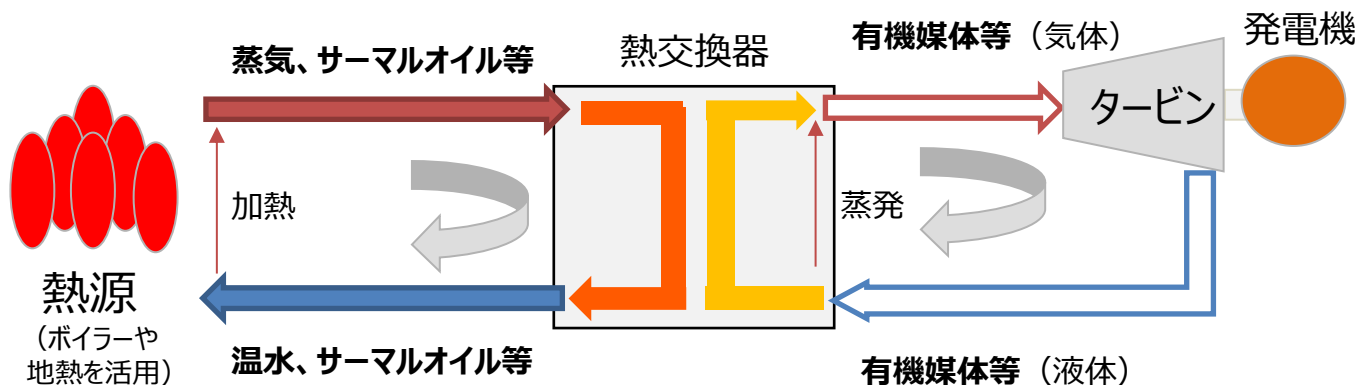 蒸気、サーマルオイル等
熱交換器
有機媒体等（気体）
発電機
タービン
加熱
蒸発
熱源
（ボイラーや
地熱を活用）
温水、サーマルオイル等
有機媒体等（液体）